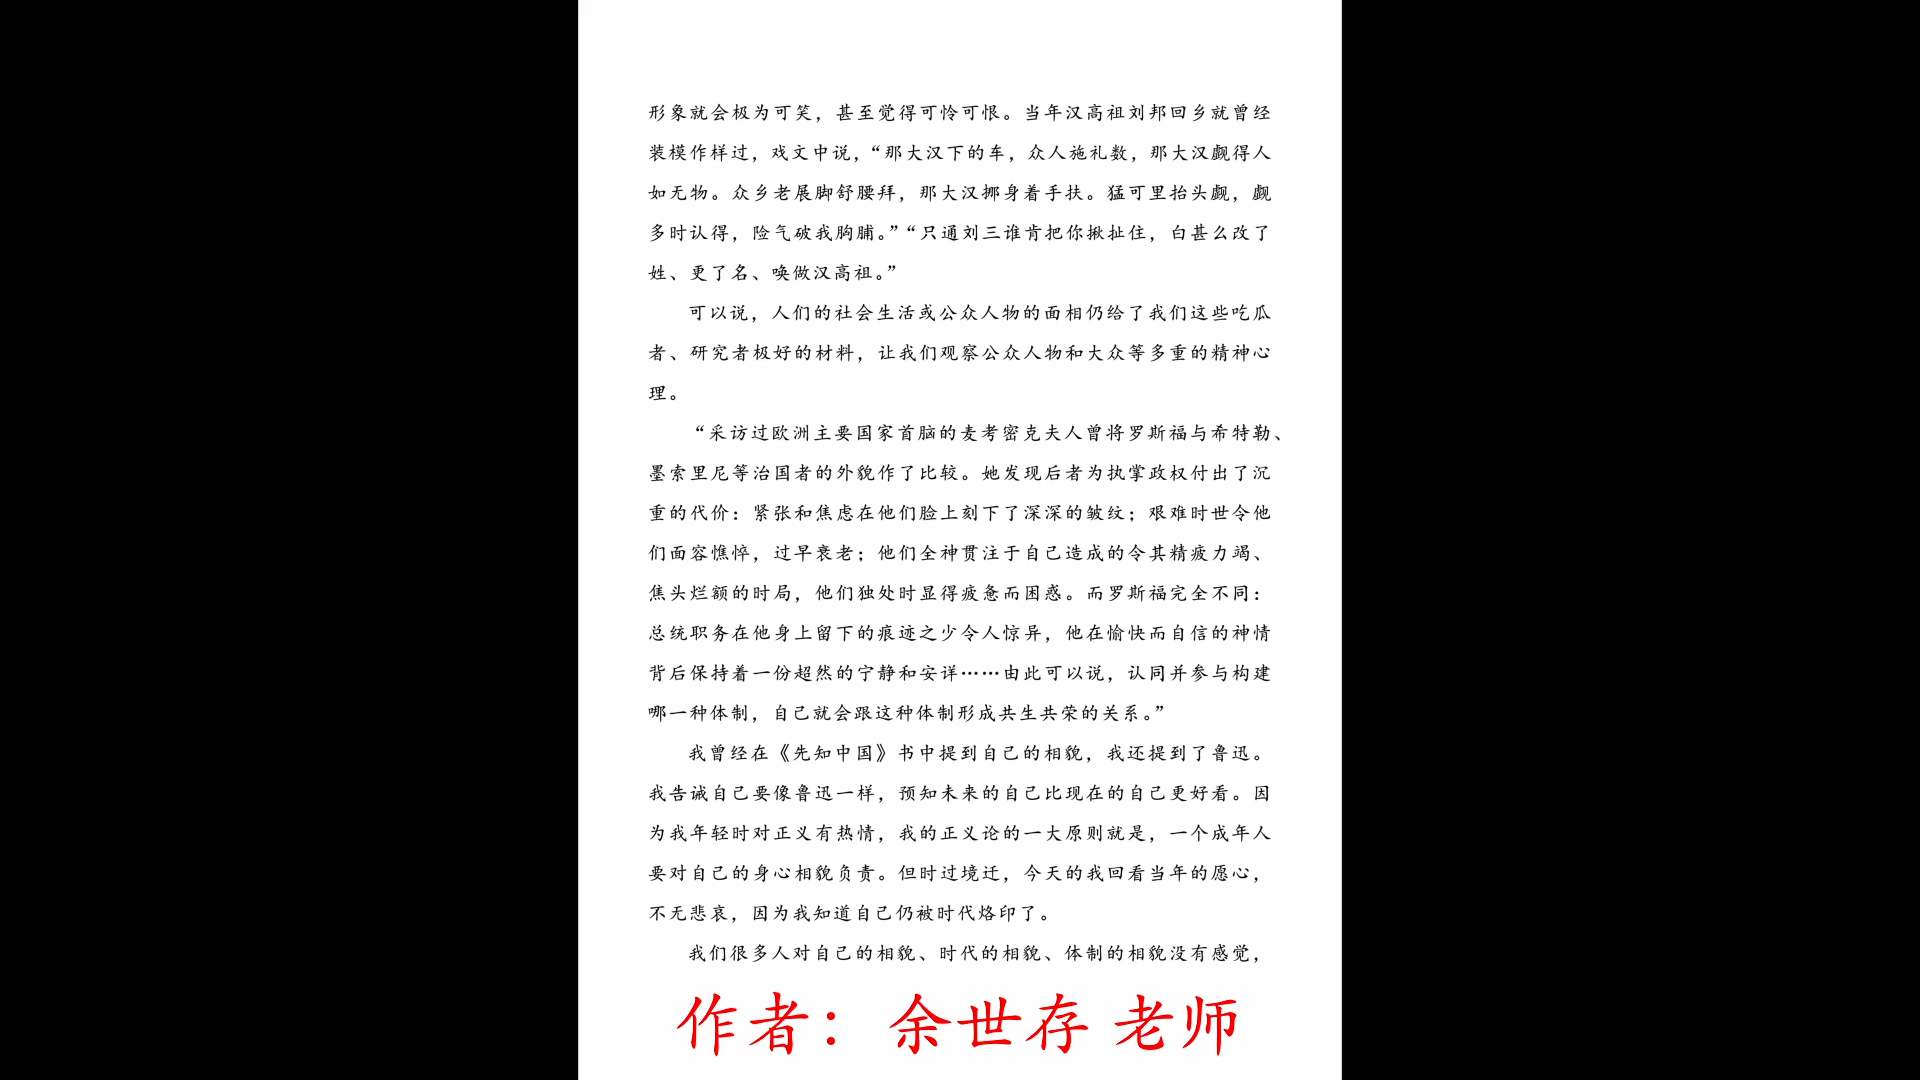 形象就会极为可笑，甚至觉得可怜可恨。当年汉高祖刘邦回乡就曾经
装模作样过，戏文中说，“那大汉下的车，众人施礼数，那大汉觑得人
如无物。众乡老展脚舒腰拜，那大汉挪身着手扶。猛可里抬头觑，觑
多时认得，险气破我胸脯。”“只通刘三谁肯把你揪扯住，白甚么改了
姓、更了名、唤做汉高祖。”
可以说，人们的社会生活或公众人物的面相仍给了我们这些吃瓜
者、研究者极好的材料，让我们观察公众人物和大众等多重的精神心
理。
“采访过欧洲主要国家首脑的麦考密克夫人曾将罗斯福与希特勒、
墨索里尼等治国者的外貌作了比较。她发现后者为执掌政权付出了沉
重的代价：紧张和焦虑在他们脸上刻下了深深的皱纹；艰难时世令他
们面容憔悴，过早衰老；他们全神贯注于自己造成的令其精疲力竭、
焦头烂额的时局，他们独处时显得疲惫而困惑。而罗斯福完全不同：
总统职务在他身上留下的痕迹之少令人惊异，他在愉快而自信的神情
背后保持着一份超然的宁静和安详……由此可以说，认同并参与构建
哪一种体制，自己就会跟这种体制形成共生共荣的关系。”
我曾经在《先知中国》书中提到自己的相貌，我还提到了鲁迅。
我告诫自己要像鲁迅一样，预知未来的自己比现在的自己更好看。因
为我年轻时对正义有热情，我的正义论的一大原则就是，一个成年人
要对自己的身心相貌负责。但时过境迁，今天的我回看当年的愿心，
不无悲哀，因为我知道自己仍被时代烙印了。
我们很多人对自己的相貌、时代的相貌、体制的相貌没有感觉，
作者：余世存 老师